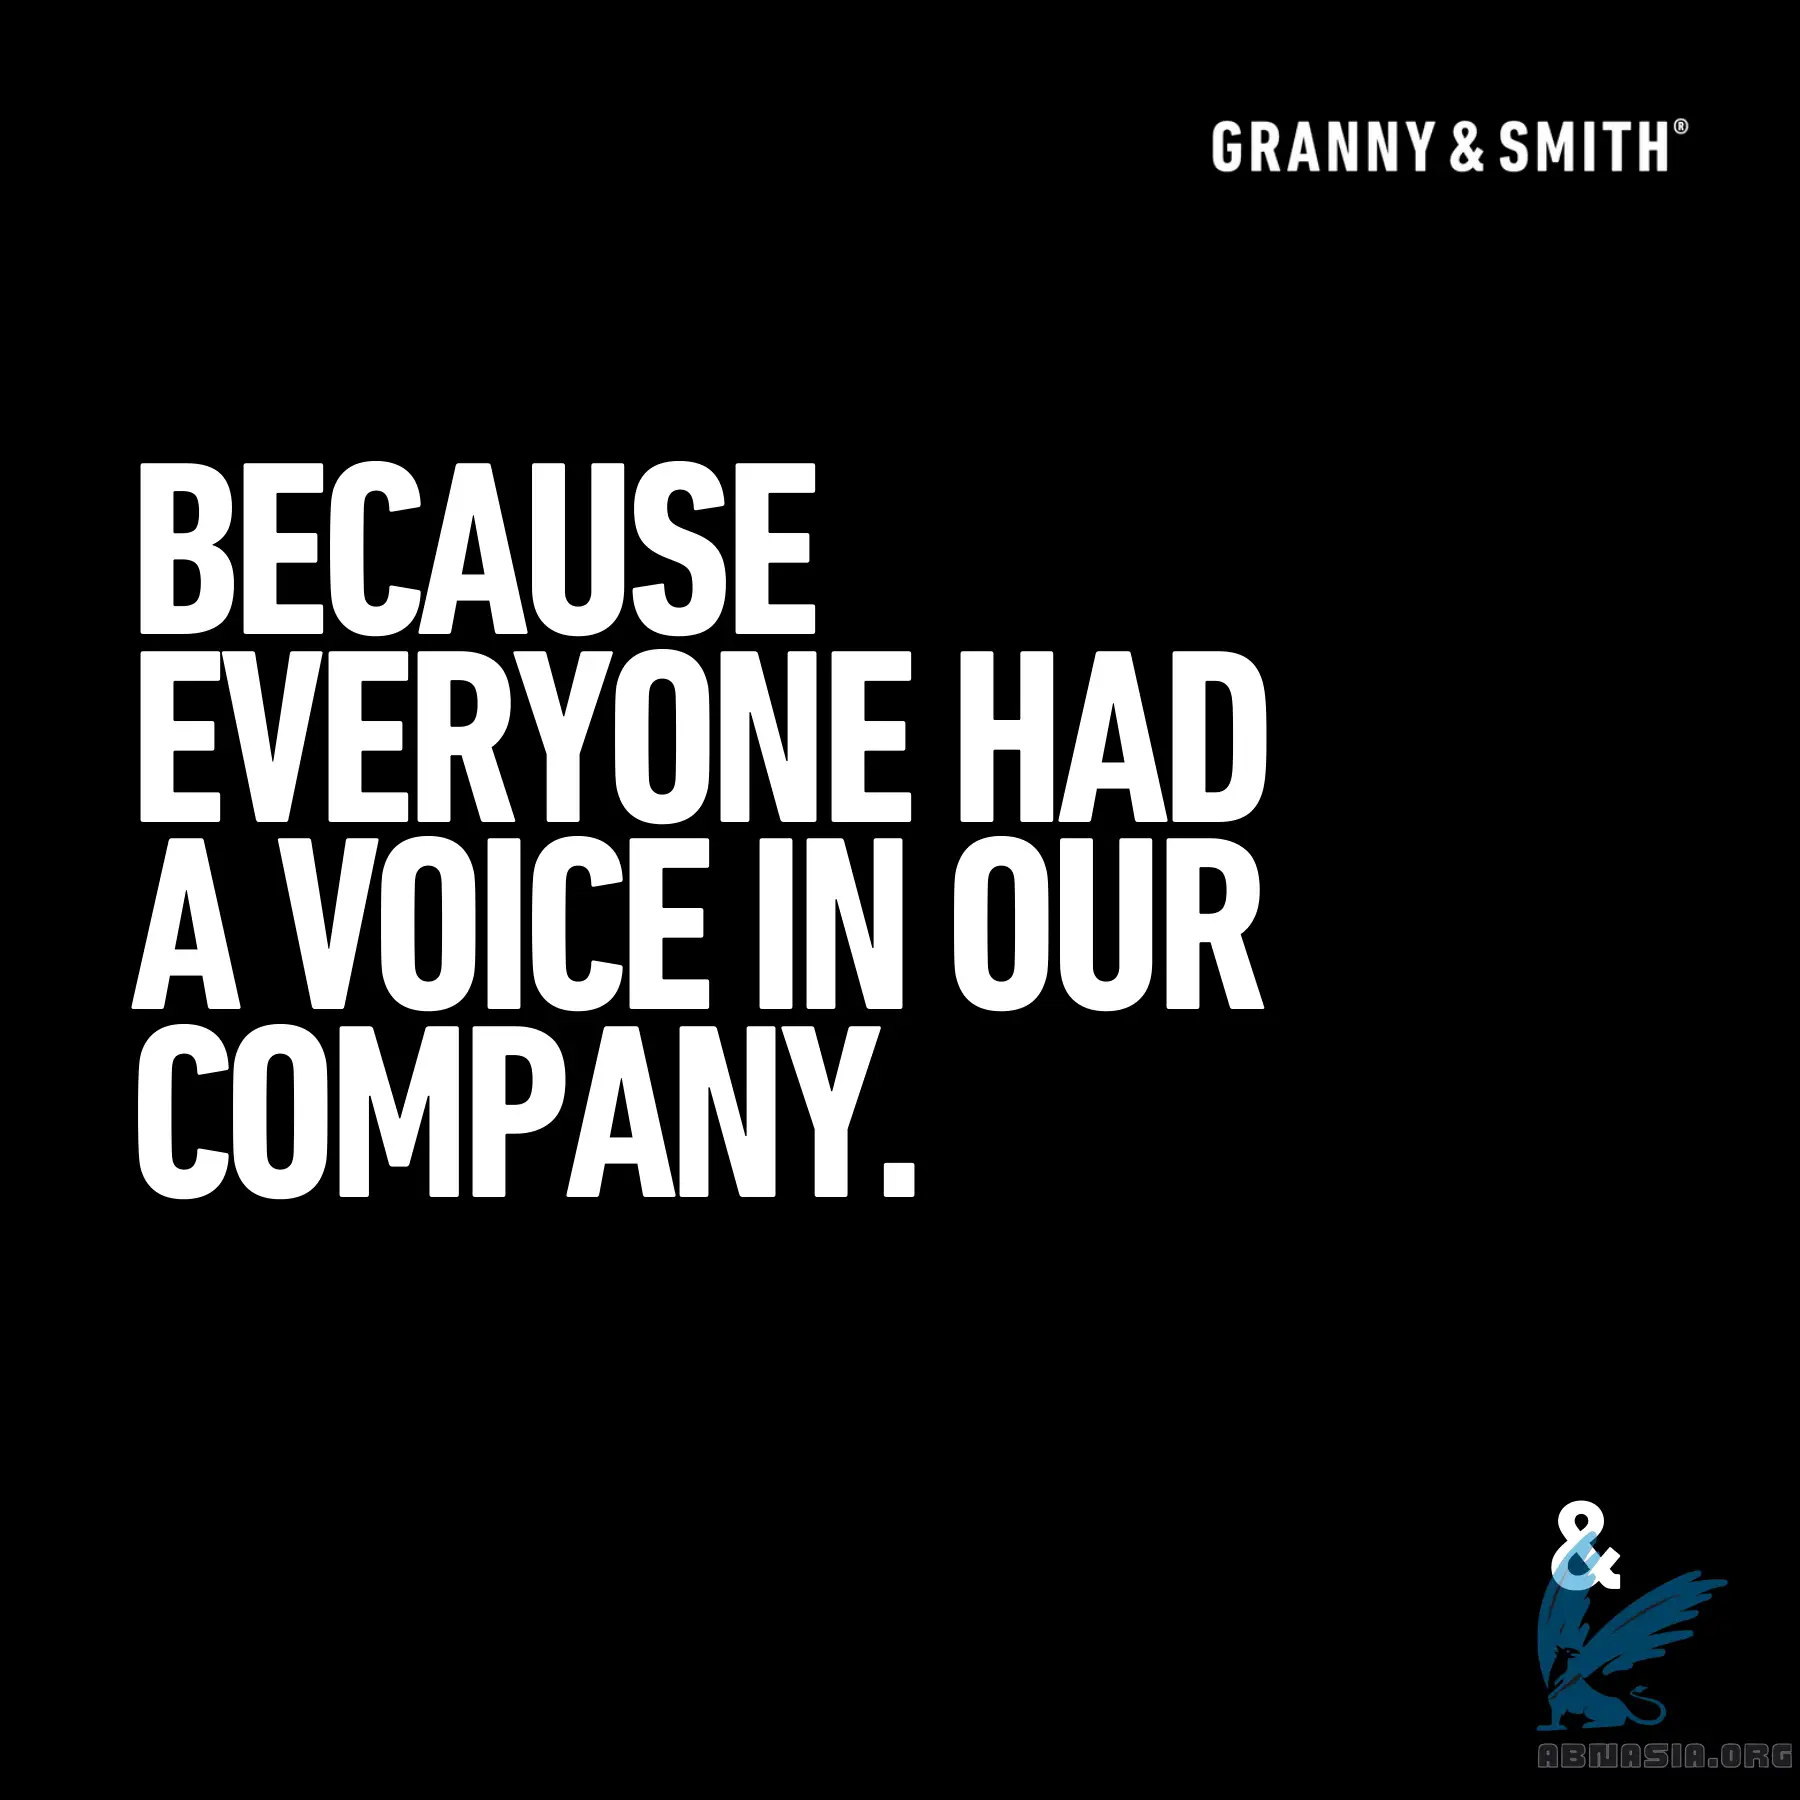 GRANNY & SMITH®
BECAUSE
EVERYONE HAD
A VOICE IN OUR
COMPANY.
&
ABNASIA.ORG